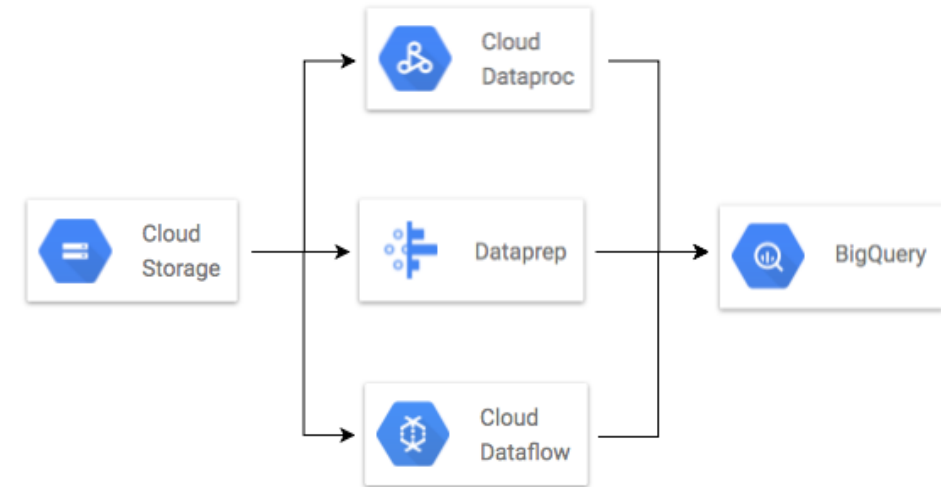 Cloud
Dataproc
Cloud
Storage
Dataprep
BigQuery
Cloud
Dataflow